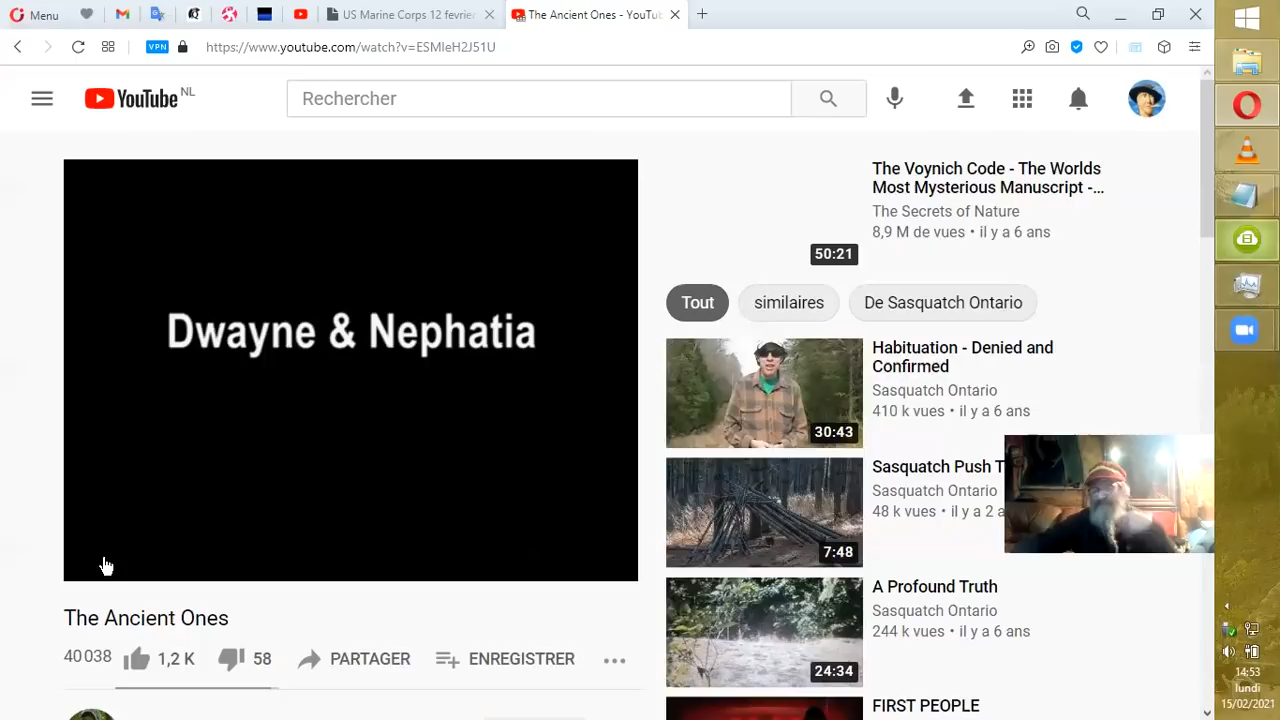 Menu
US Marine Corps 12 fevrier
The Ancient Ones - YouTu
VPN
https://www.youtube.com/watch?v=ESMleH2J51U
YouTube NL
Rechercher
Dwayne & Nephatia
The Ancient Ones
40 038
1,2 K
58
PARTAGER
ENREGISTRER
The Voynich Code - The Worlds
Most Mysterious Manuscript -...
The Secrets of Nature
8,9 M de vues • il y a 6 ans
50:21
Tout
similaires
De Sasquatch Ontario
Habituation - Denied and
Confirmed
Sasquatch Ontario
410 k vues • il y a 6 ans
30:43
Sasquatch Push T
Sasquatch Ontario
48 k vues • il y a 2 a
7:48
A Profound Truth
Sasquatch Ontario
244 k vues • il y a 6 ans
24:34
FIRST PEOPLE
14:53
lundi
15/02/2021